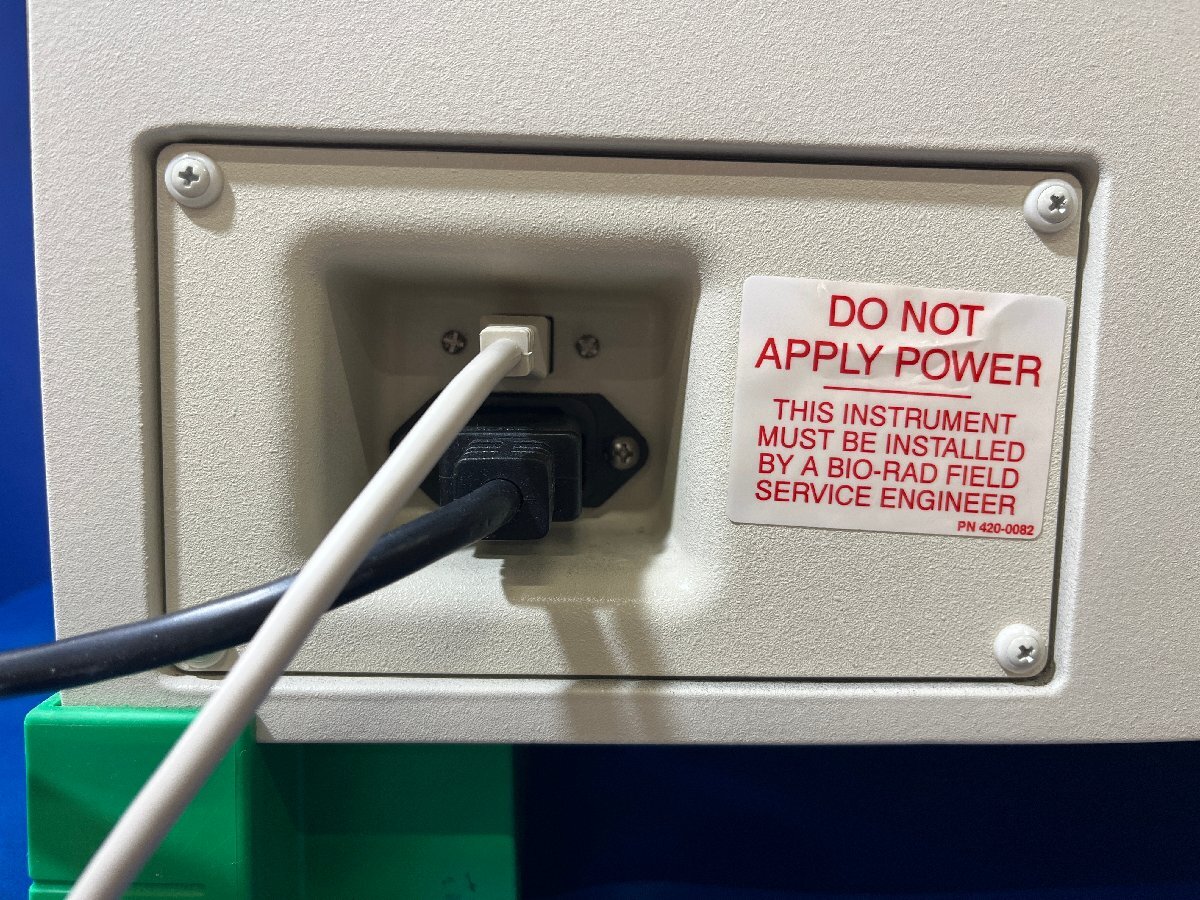 DO NOT
APPLY POWER
THIS INSTRUMENT
MUST BE INSTALLED
BY A BIO-RAD FIELD
SERVICE ENGINEER
PN 420-0082